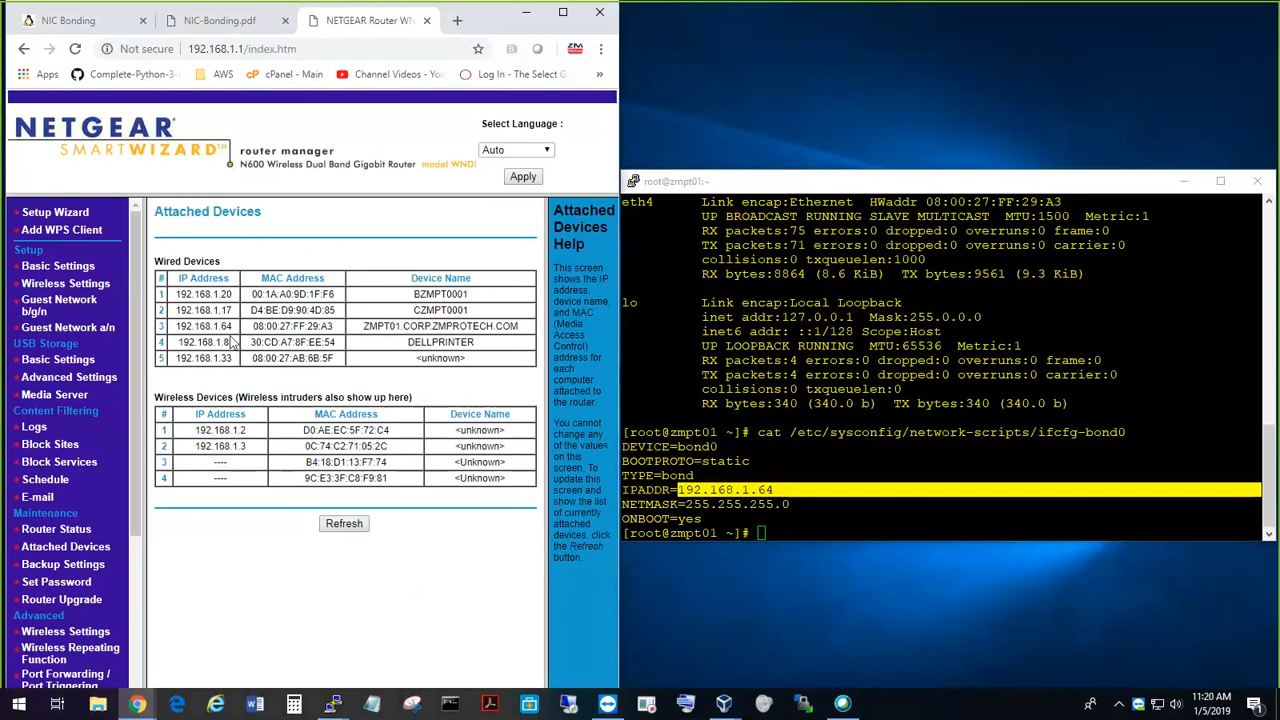 NIC Bonding
NIC-Bonding.pdf
NETGEAR Router WN
Not secure
192.168.1.1/index.htm
ZM
Apps
Complete-Python-3-
AWS
cP cPanel - Main
Channel Videos - You
Log In - The Select G
»
NETGEAR
SMARTWIZARD™
router manager
N600 Wireless Dual Band Gigabit Router model WND
Select Language :
Auto
Apply
Setup Wizard
Add WPS Client
Setup
Basic Settings
Wireless Settings
Guest Network
b/g/n
Guest Network a/n
USB Storage
Basic Settings
Advanced Settings
Media Server
Content Filtering
Logs
Block Sites
Block Services
Schedule
E-mail
Maintenance
Router Status
Attached Devices
Backup Settings
Set Password
Router Upgrade
Advanced
Wireless Settings
Wireless Repeating
Function
Port Forwarding /
Port Triggering
Attached Devices
Wired Devices
# IP Address MAC Address Device Name
1 192.168.1.20 00:1A:A0:9D:1F:F6 BZMPT0001
2 192.168.1.17 D4:BE:D9:90:4D:85 CZMPT0001
3 192.168.1.64 08:00:27:FF:29:A3 ZMPT01.CORP.ZMPROTECH.COM
4 192.168.1.8 30:CD:A7:8F:EE:54 DELLPRINTER
5 192.168.1.33 08:00:27:AB:6B:5F <unknown>
Wireless Devices (Wireless intruders also show up here)
# IP Address MAC Address Device Name
1 192.168.1.2 D0:AE:EC:5F:72:C4 <unknown>
2 192.168.1.3 0C:74:C2:71:05:2C <unknown>
3 ---- B4:18:D1:13:F7:74 <Unknown>
4 ---- 9C:E3:3F:C8:F9:81 <Unknown>
Refresh
Attached
Devices
Help
This screen
shows the IP
address,
device name,
and MAC
(Media
Access
Control)
address for
each
computer
attached to
the router.
You cannot
change any
of the values
on this
screen. To
update this
screen and
show the list
of currently
attached
devices, click
the Refresh
button.
root@zmpt01:~
eth4 Link encap:Ethernet HWaddr 08:00:27:FF:29:A3
UP BROADCAST RUNNING SLAVE MULTICAST MTU:1500 Metric:1
RX packets:75 errors:0 dropped:0 overruns:0 frame:0
TX packets:71 errors:0 dropped:0 overruns:0 carrier:0
collisions:0 txqueuelen:1000
RX bytes:8864 (8.6 KiB) TX bytes:9561 (9.3 KiB)
lo Link encap:Local Loopback
inet addr:127.0.0.1 Mask:255.0.0.0
inet6 addr: ::1/128 Scope:Host
UP LOOPBACK RUNNING MTU:65536 Metric:1
RX packets:4 errors:0 dropped:0 overruns:0 frame:0
TX packets:4 errors:0 dropped:0 overruns:0 carrier:0
collisions:0 txqueuelen:0
RX bytes:340 (340.0 b) TX bytes:340 (340.0 b)
[root@zmpt01 ~]# cat /etc/sysconfig/network-scripts/ifcfg-bond0
DEVICE=bond0
BOOTPROTO=static
TYPE=bond
IPADDR=192.168.1.64
NETMASK=255.255.255.0
ONBOOT=yes
[root@zmpt01 ~]#
11:20 AM
1/5/2019